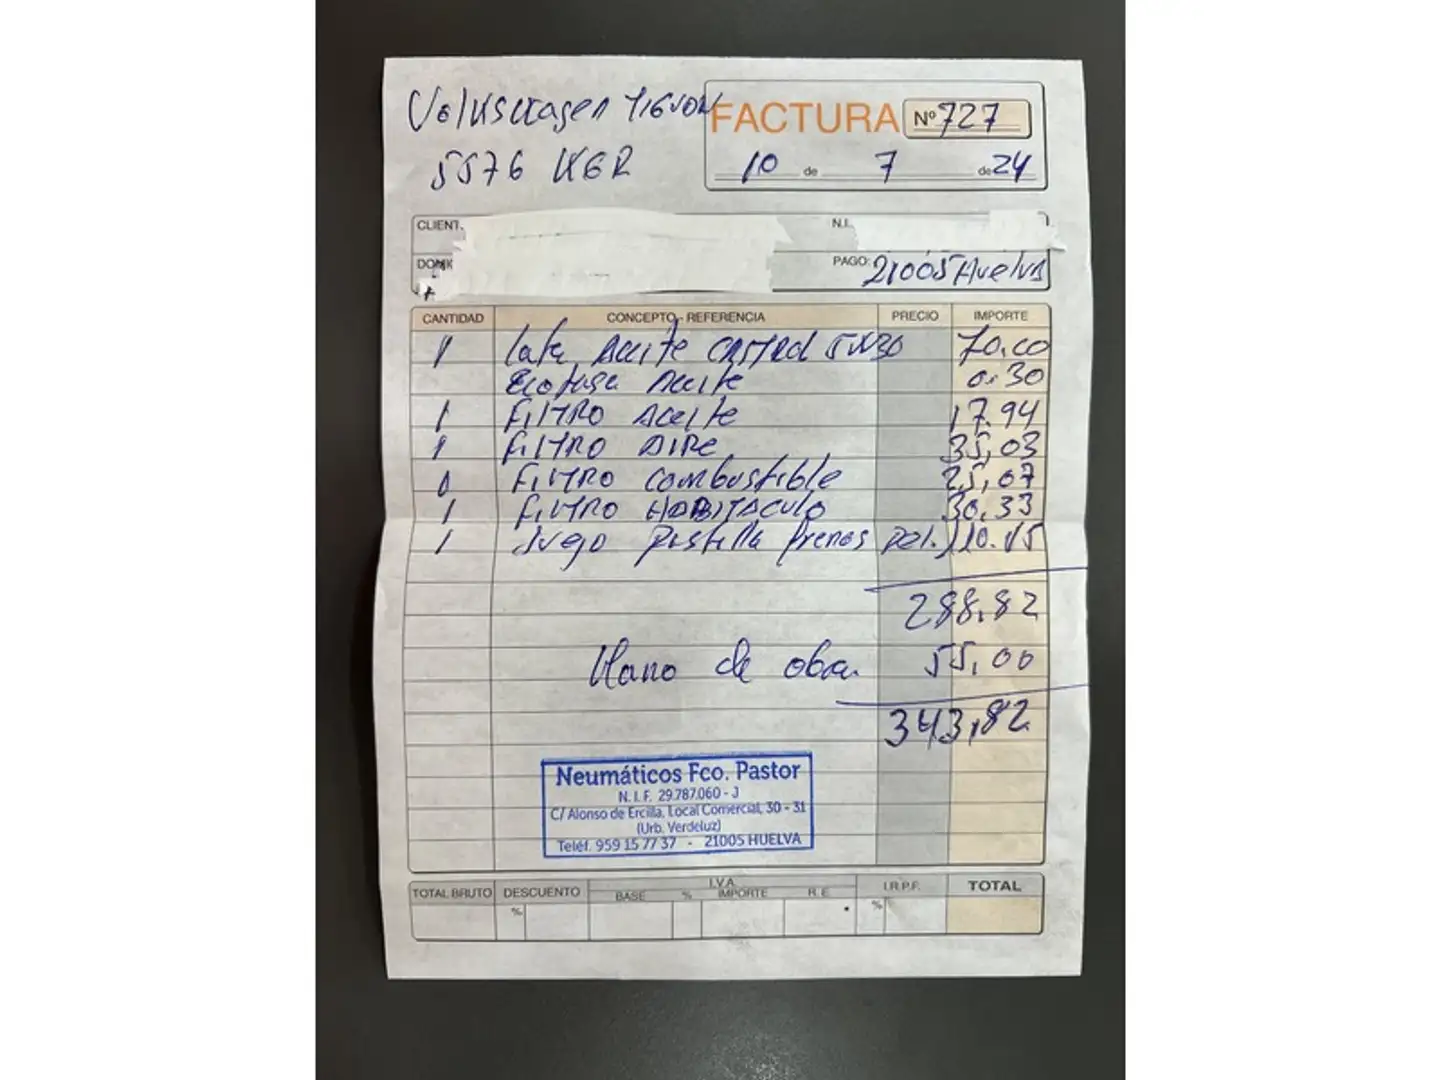 Volkswagen TIGUAN
FACTURA Nº 727
5576 KGR
10 de 7 de 24
CLIENT. N.I.
DOMI
PAGO: 21005 Huelva
CANTIDAD CONCEPTO - REFERENCIA PRECIO IMPORTE
1 lata Aceite CASTROL 5W30 70.00
Ecotasa Aceite 0.30
1 FILTRO Aceite 17.94
1 FILTRO AIRE 35,03
1 FILTRO combustible 25,07
1 FILTRO HABITACULO 30,33
1 Juego Pastilla frenos Del. 110.15
288,82
Mano de obra. 55,00
343,82
Neumáticos Fco. Pastor
N.I.F. 29.787.060 - J
C/ Alonso de Ercilla, Local Comercial, 30 - 31
(Urb. Verdeluz)
Teléf. 959 15 77 37 - 21005 HUELVA
TOTAL BRUTO DESCUENTO I.V.A. I.R.P.F. TOTAL
BASE % IMPORTE R.E.
% %